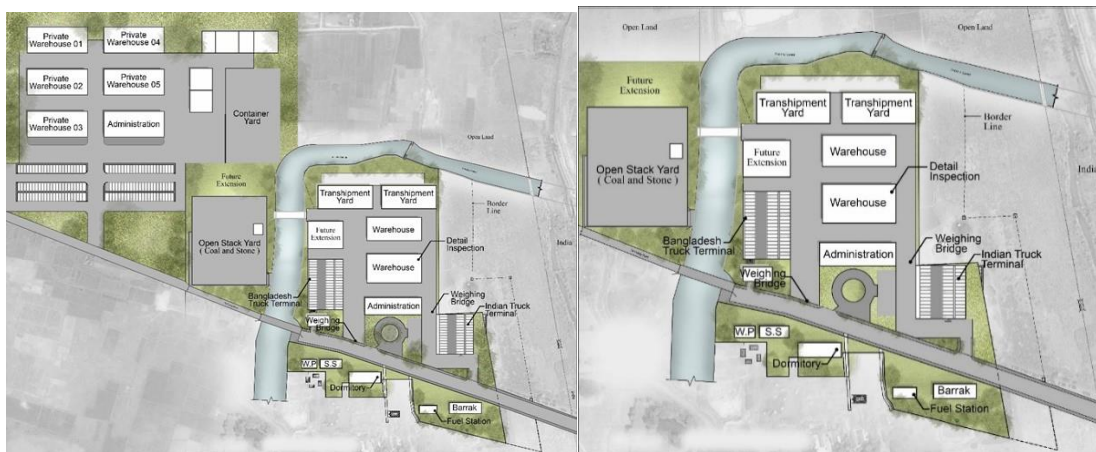 Private
Warehouse 01
Private
Warehouse 04
Private
Warehouse 02
Private
Warehouse 05
Private
Warehouse 03
Administration
Container
Yard
Open Land
Future
Extension
Transhipment
Yard
Transhipment
Yard
Border
Line
Open Stack Yard
( Coal and Stone )
Future
Extension
Warehouse
Detail
Inspection
India
Warehouse
Bangladesh
Truck Terminal
Administration
Weighing
Bridge
Indian Truck
Terminal
Weighing
Bridge
W.P
S.S
Dormitory
Barrak
Fuel Station
Open Land
Open Land
Future
Extension
Transhipment
Yard
Transhipment
Yard
Border
Line
Open Stack Yard
( Coal and Stone )
Future
Extension
Warehouse
Detail
Inspection
India
Warehouse
Bangladesh
Truck Terminal
Administration
Weighing
Bridge
Indian Truck
Terminal
Weighing
Bridge
W.P
S.S
Dormitory
Barrak
Fuel Station